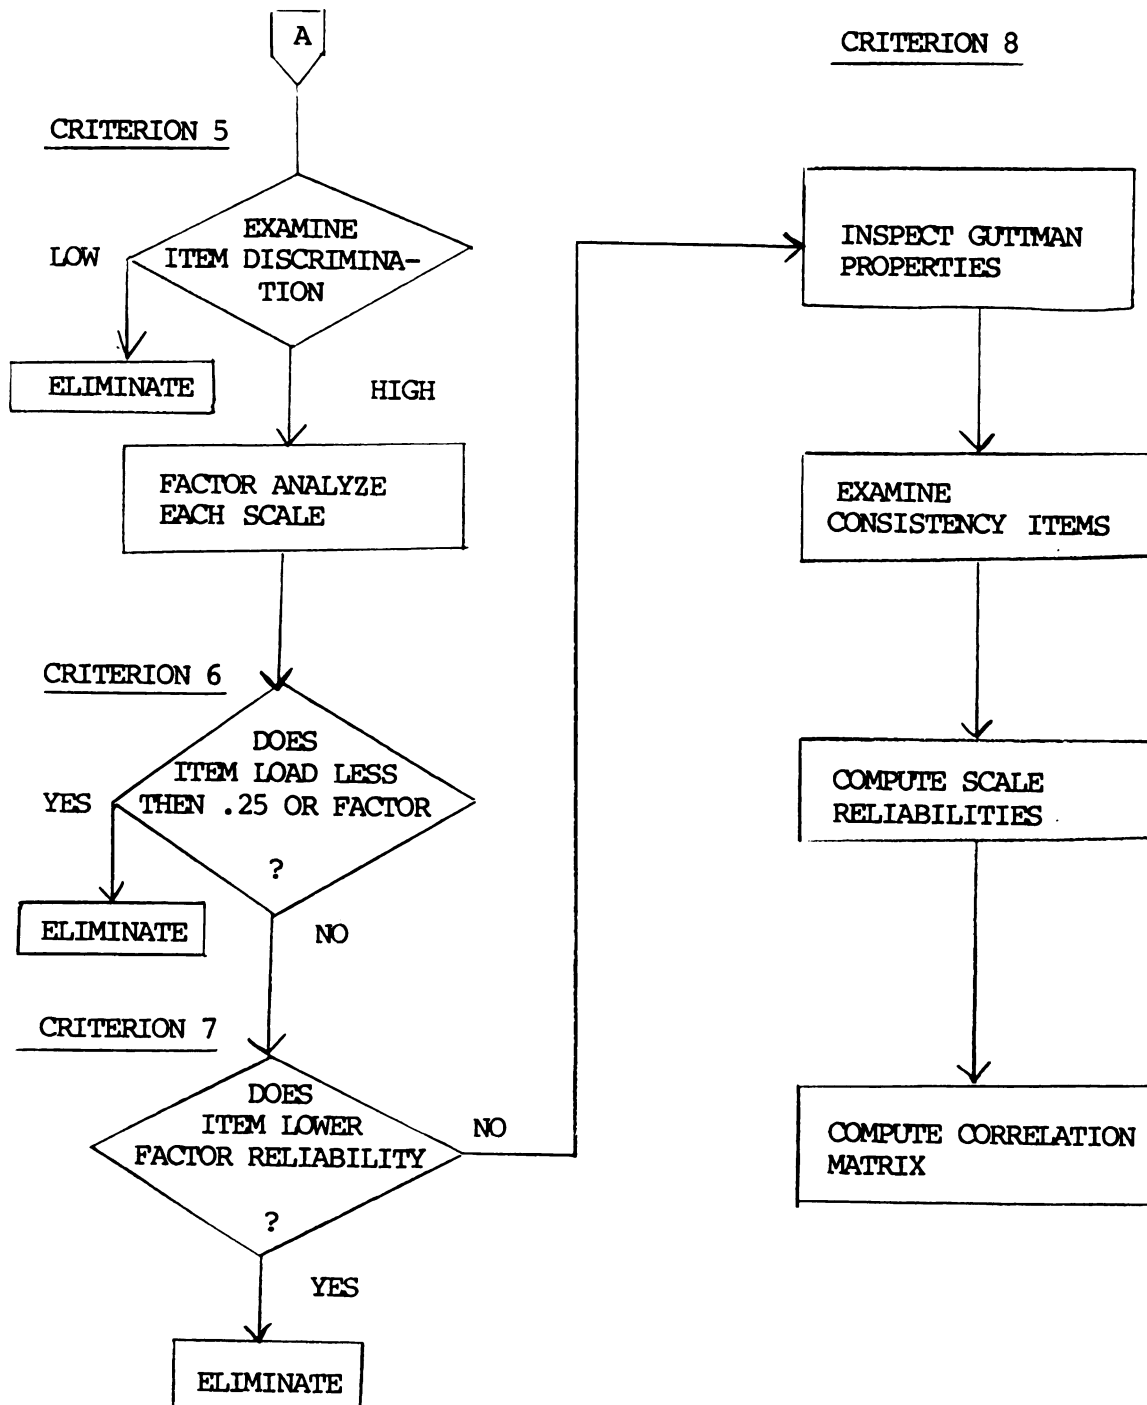 A
CRITERION 5
EXAMINE
ITEM DISCRIMINA-
TION
LOW
ELIMINATE
HIGH
FACTOR ANALYZE
EACH SCALE
CRITERION 6
DOES
ITEM LOAD LESS
THEN .25 OR FACTOR
?
YES
ELIMINATE
NO
CRITERION 7
DOES
ITEM LOWER
FACTOR RELIABILITY
?
NO
YES
ELIMINATE
CRITERION 8
INSPECT GUTTMAN
PROPERTIES
EXAMINE
CONSISTENCY ITEMS
COMPUTE SCALE
RELIABILITIES
COMPUTE CORRELATION
MATRIX